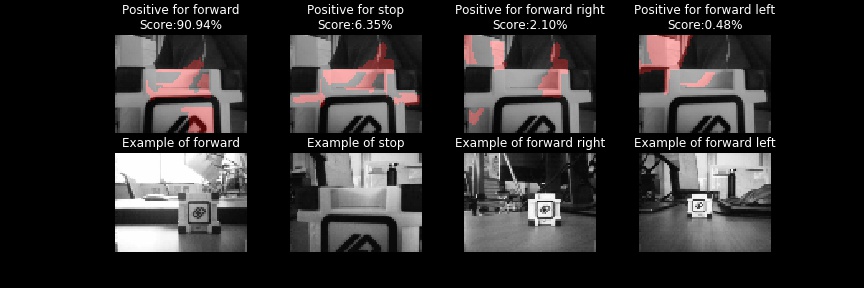 Positive for forward
Score:90.94%
Positive for stop
Score:6.35%
Positive for forward right
Score:2.10%
Positive for forward left
Score:0.48%
Example of forward
Example of stop
Example of forward right
Example of forward left